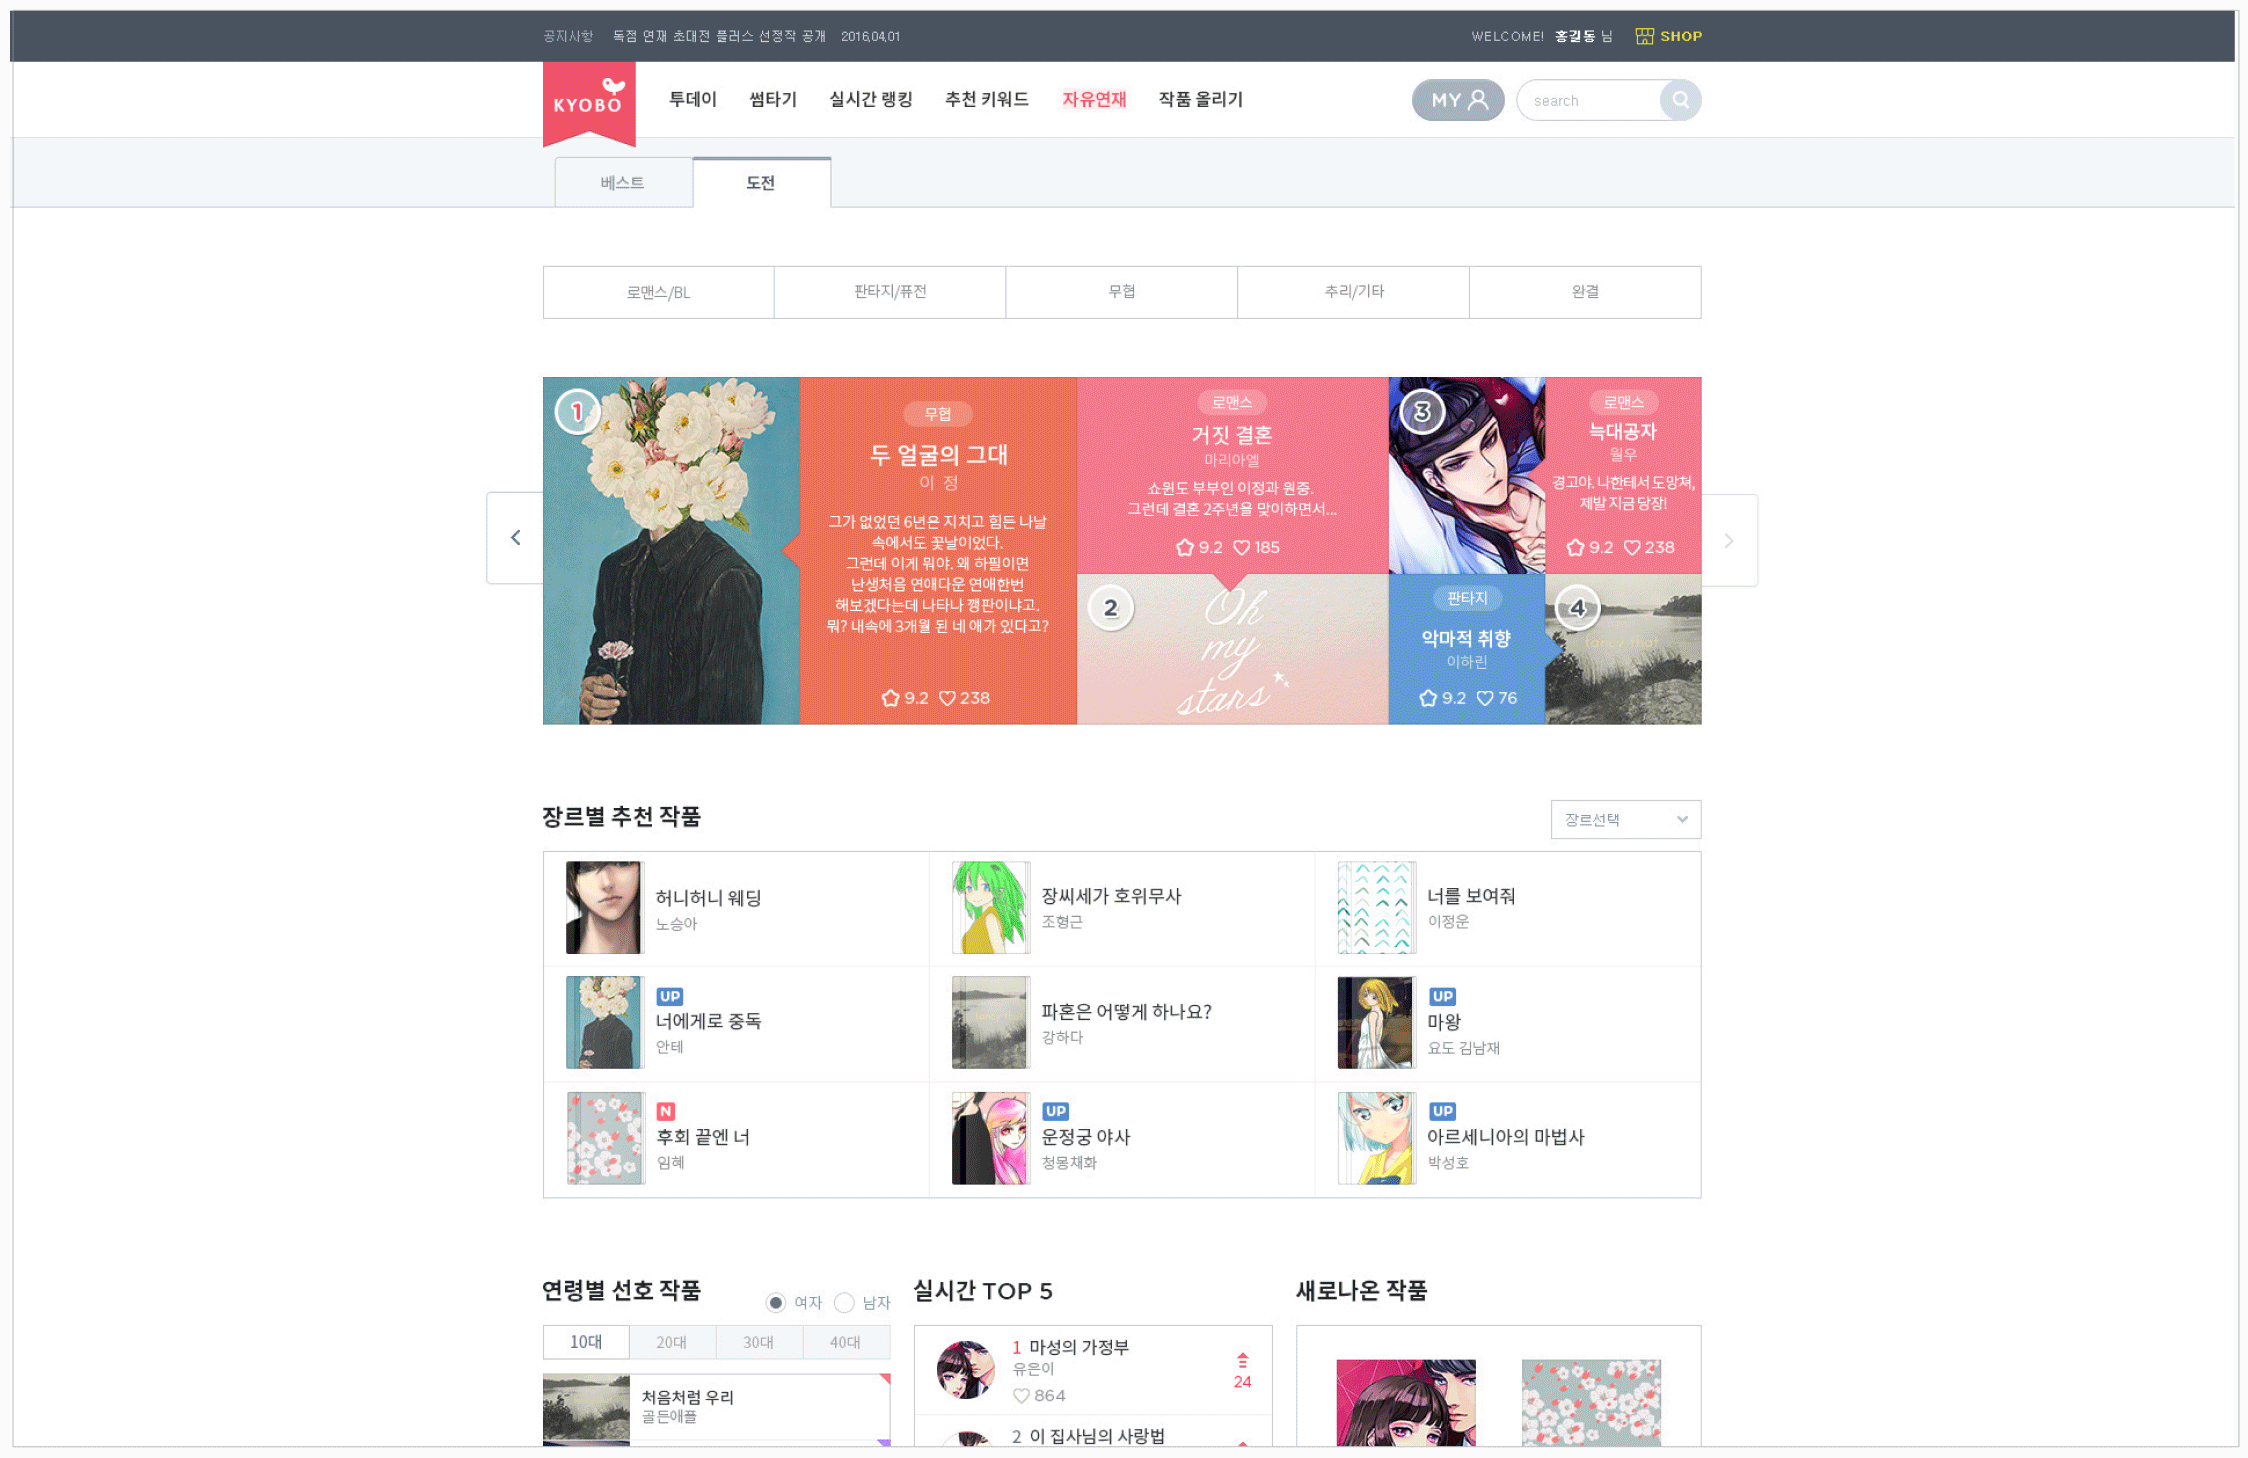 공지사항 독점 연재 초대전 플러스 선정작 공개 2016.04.01
WELCOME! 홍길동 님 SHOP
KYOBO
투데이 썸타기 실시간 랭킹 추천 키워드 자유연재 작품 올리기
MY search
베스트 도전
로맨스/BL 판타지/퓨전 무협 추리/기타 완결
1
무협
두 얼굴의 그대
이 정
그가 없었던 6년은 지치고 힘든 나날
속에서도 꽃날이었다.
그런데 이게 뭐야. 왜 하필이면
난생처음 연애다운 연애한번
해보겠다는데 나타나 깽판이냐고.
뭐? 내속에 3개월 된 네 애가 있다고?
9.2 238
로맨스
거짓 결혼
마리아엘
쇼윈도 부부인 이정과 원중.
그런데 결혼 2주년을 맞이하면서...
9.2 185
2
Oh
my
stars
3
로맨스
늑대공자
월우
경고야. 나한테서 도망쳐,
제발 지금 당장!
9.2 238
판타지
악마적 취향
이하린
9.2 76
4
fancy that
장르별 추천 작품
장르선택
허니허니 웨딩
노승아
장씨세가 호위무사
조형근
너를 보여줘
이정운
UP
너에게로 중독
안테
파혼은 어떻게 하나요?
강하다
UP
마왕
요도 김남재
N
후회 끝엔 너
임혜
UP
운정궁 야사
청몽채화
UP
아르세니아의 마법사
박성호
연령별 선호 작품
여자 남자
10대 20대 30대 40대
처음처럼 우리
골든애플
실시간 TOP 5
1 마성의 가정부
유은이
864
24
2 이 집사님의 사랑법
새로나온 작품